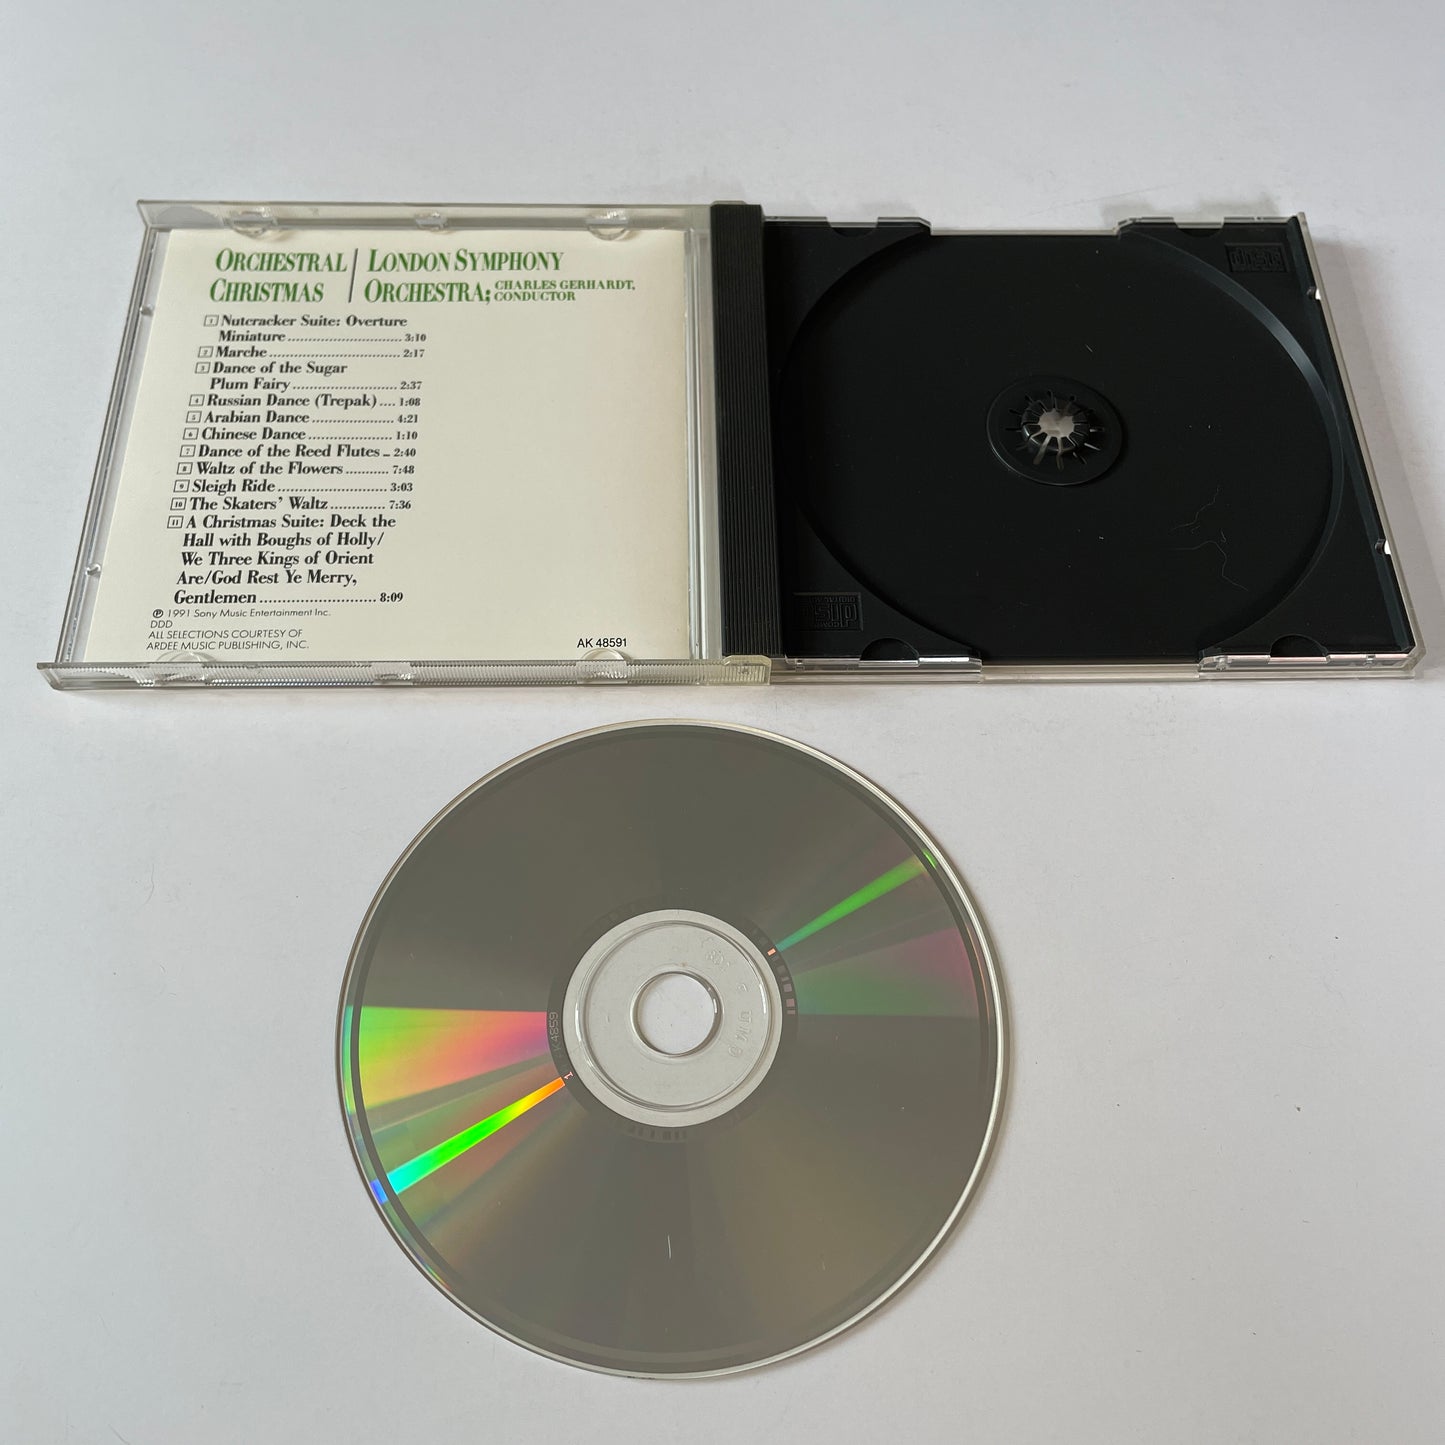 ORCHESTRAL CHRISTMAS
LONDON SYMPHONY
ORCHESTRA; CHARLES GERHARDT, CONDUCTOR
1 Nutcracker Suite: Overture
Miniature .......................... 3:10
2 Marche .............................. 2:17
3 Dance of the Sugar
Plum Fairy ........................ 2:37
4 Russian Dance (Trepak) .... 1:08
5 Arabian Dance .................. 4:21
6 Chinese Dance ................... 1:10
7 Dance of the Reed Flutes .. 2:40
8 Waltz of the Flowers ........... 7:48
9 Sleigh Ride ........................ 3:03
10 The Skaters' Waltz ............. 7:36
11 A Christmas Suite: Deck the
Hall with Boughs of Holly/
We Three Kings of Orient
Are/God Rest Ye Merry,
Gentlemen .......................... 8:09
℗ 1991 Sony Music Entertainment Inc.
DDD
ALL SELECTIONS COURTESY OF
ARDEE MUSIC PUBLISHING, INC.
AK 48591
disc
disc